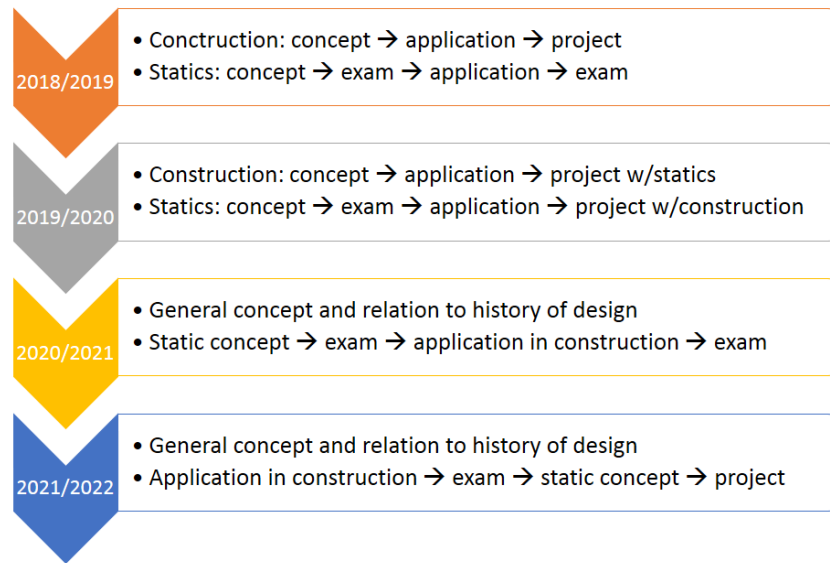 2018/2019
• Conctruction: concept → application → project
• Statics: concept → exam → application → exam
2019/2020
• Construction: concept → application → project w/statics
• Statics: concept → exam → application → project w/construction
2020/2021
• General concept and relation to history of design
• Static concept → exam → application in construction → exam
2021/2022
• General concept and relation to history of design
• Application in construction → exam → static concept → project